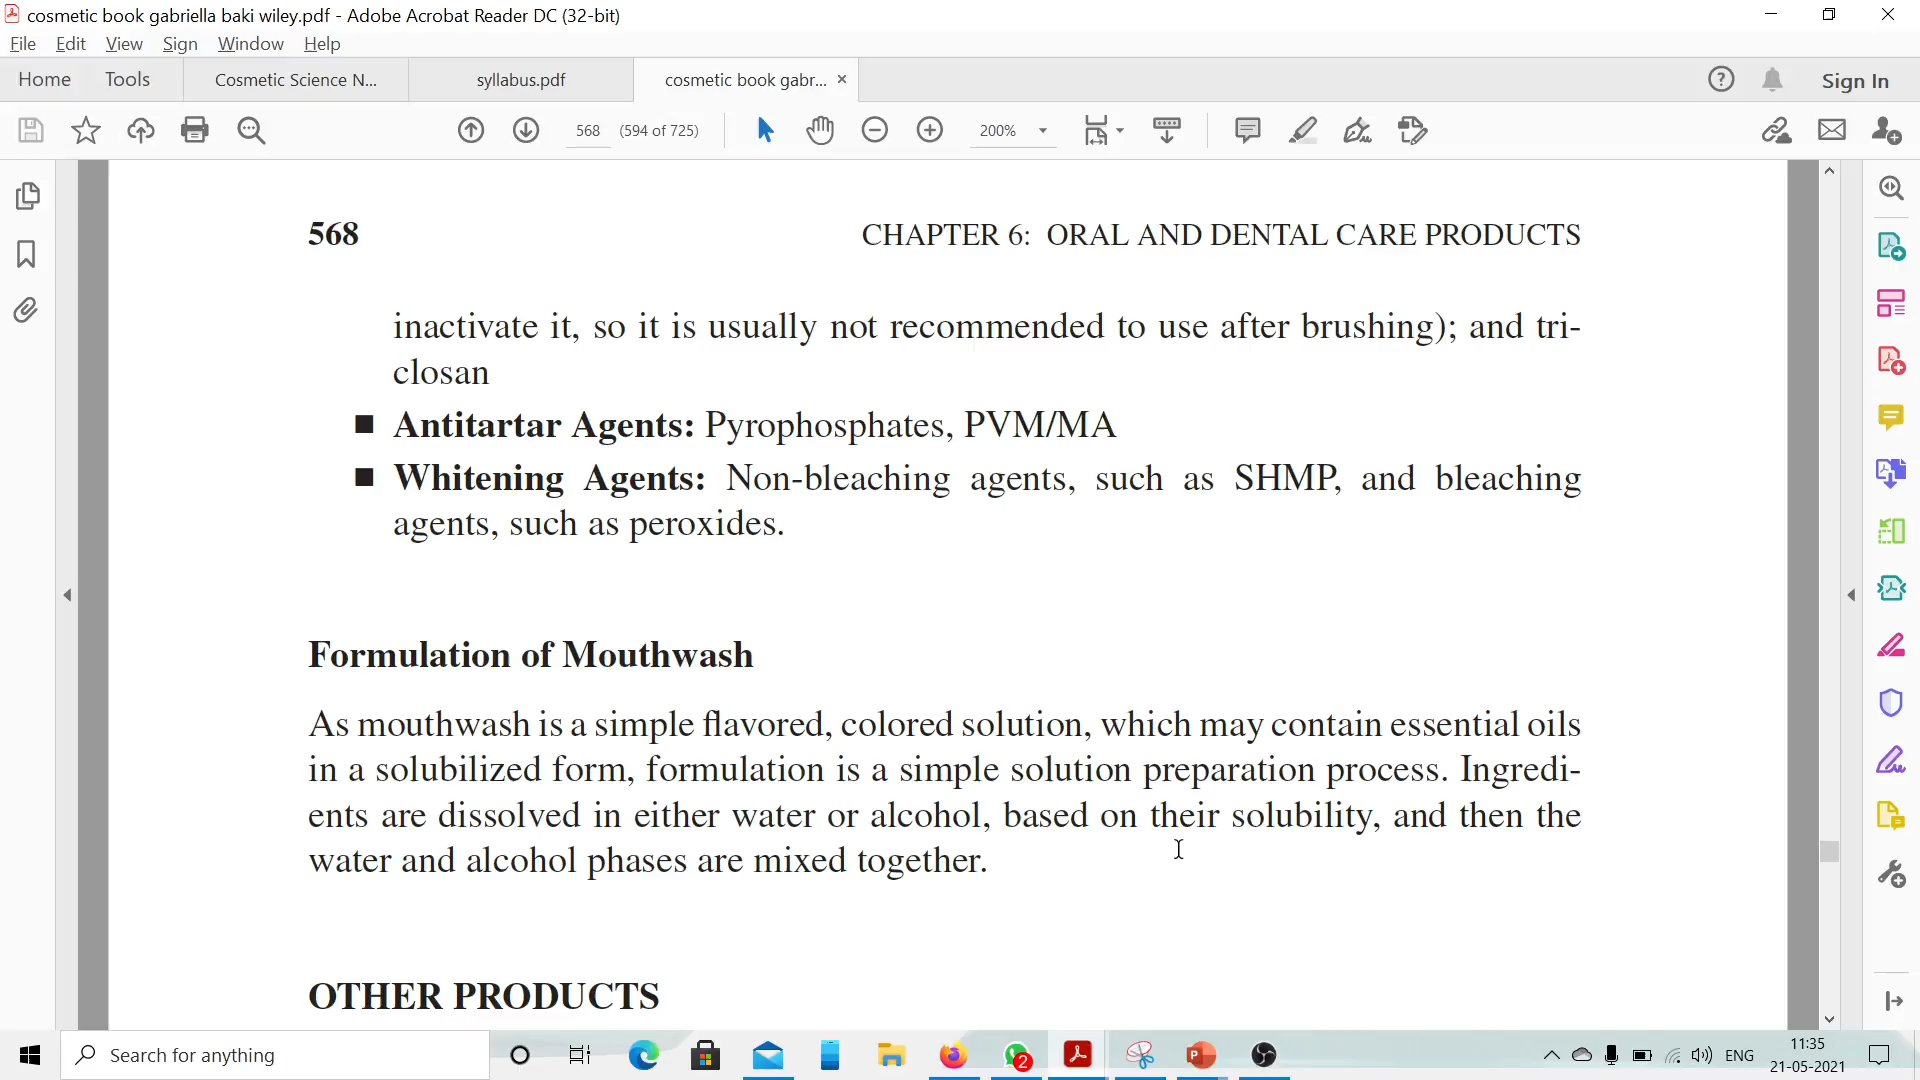 cosmetic book gabriella baki wiley.pdf - Adobe Acrobat Reader DC (32-bit)
File Edit View Sign Window Help
Home Tools Cosmetic Science N... syllabus.pdf cosmetic book gabr... × Sign In
568 (594 of 725) 200%
568 CHAPTER 6: ORAL AND DENTAL CARE PRODUCTS
inactivate it, so it is usually not recommended to use after brushing); and tri-
closan
■ Antitartar Agents: Pyrophosphates, PVM/MA
■ Whitening Agents: Non-bleaching agents, such as SHMP, and bleaching
agents, such as peroxides.
Formulation of Mouthwash
As mouthwash is a simple flavored, colored solution, which may contain essential oils
in a solubilized form, formulation is a simple solution preparation process. Ingredi-
ents are dissolved in either water or alcohol, based on their solubility, and then the
water and alcohol phases are mixed together.
OTHER PRODUCTS
Search for anything 2 ENG 11:35
21-05-2021